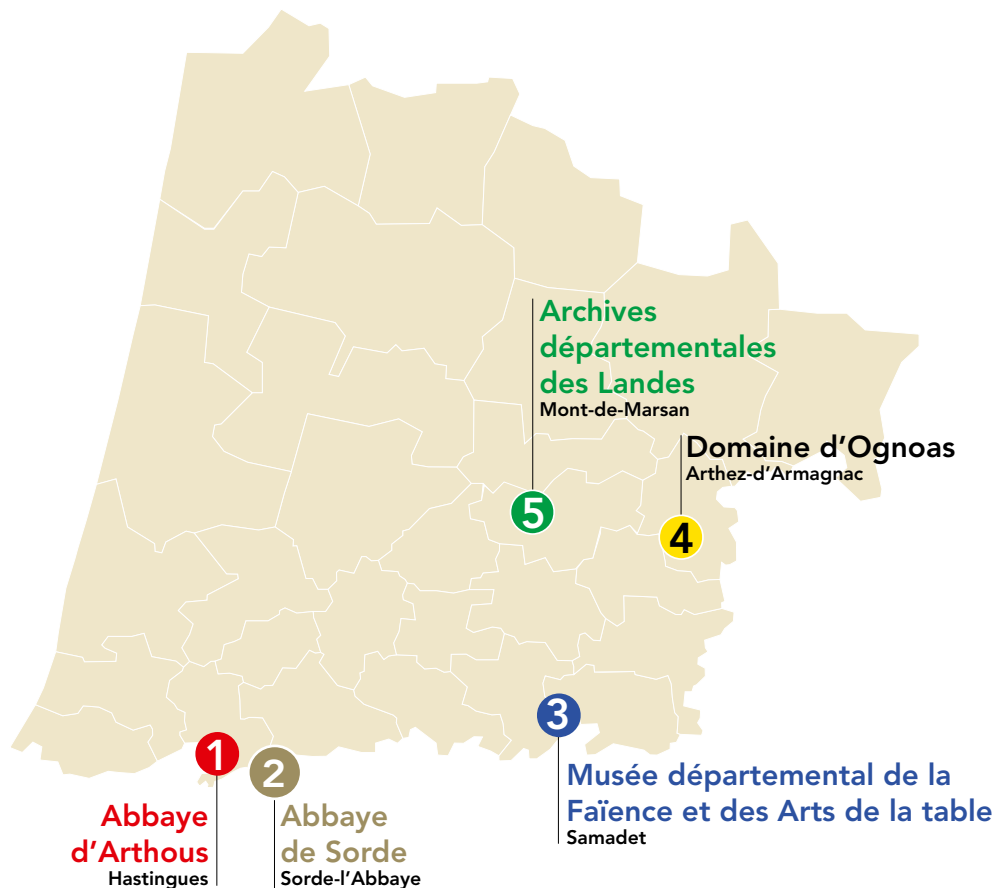 Archives
départementales
des Landes
Mont-de-Marsan
Domaine d'Ognoas
Arthez-d'Armagnac
5
4
3
1
2
Musée départemental de la
Faïence et des Arts de la table
Samadet
Abbaye
d'Arthous
Hastingues
Abbaye
de Sorde
Sorde-l'Abbaye